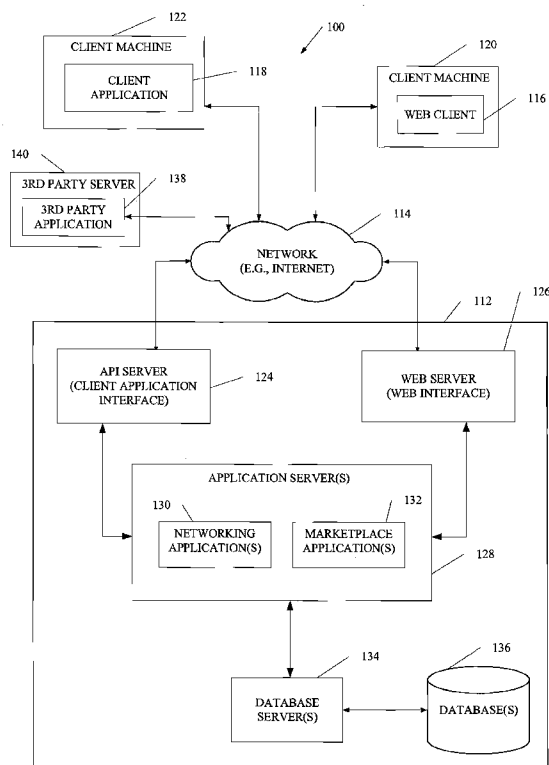 122
CLIENT MACHINE
CLIENT
APPLICATION
118
100
120
CLIENT MACHINE
WEB CLIENT
116
140
138
3RD PARTY SERVER
3RD PARTY
APPLICATION
114
NETWORK
(E.G., INTERNET)
112
126
API SERVER
(CLIENT APPLICATION
INTERFACE)
124
WEB SERVER
(WEB INTERFACE)
APPLICATION SERVER(S)
130
132
NETWORKING
APPLICATION(S)
MARKETPLACE
APPLICATION(S)
128
134
136
DATABASE
SERVER(S)
DATABASE(S)